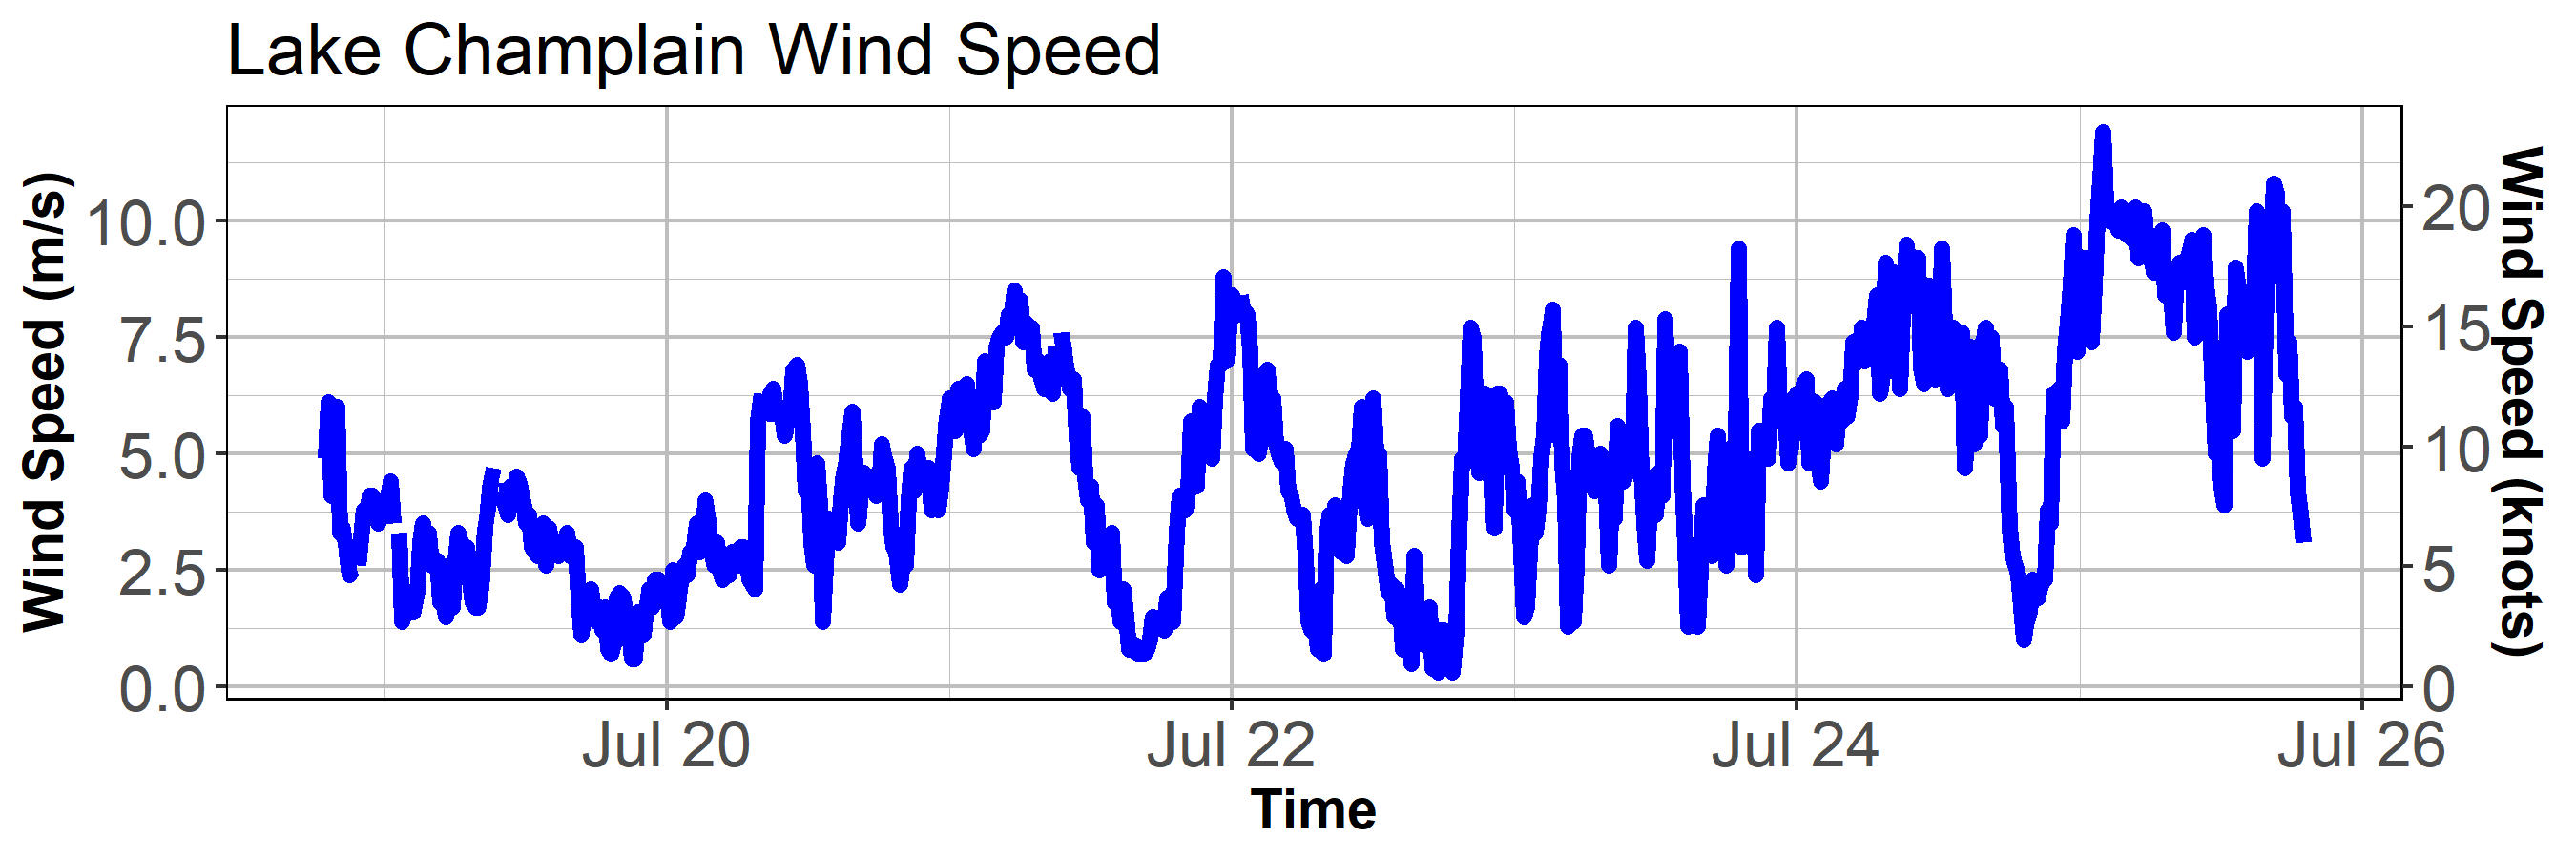 Lake Champlain Wind Speed
Wind Speed (m/s)
10.0
7.5
5.0
2.5
0.0
20
15
10
5
0
Wind Speed (knots)
Jul 20 Jul 22 Jul 24 Jul 26
Time